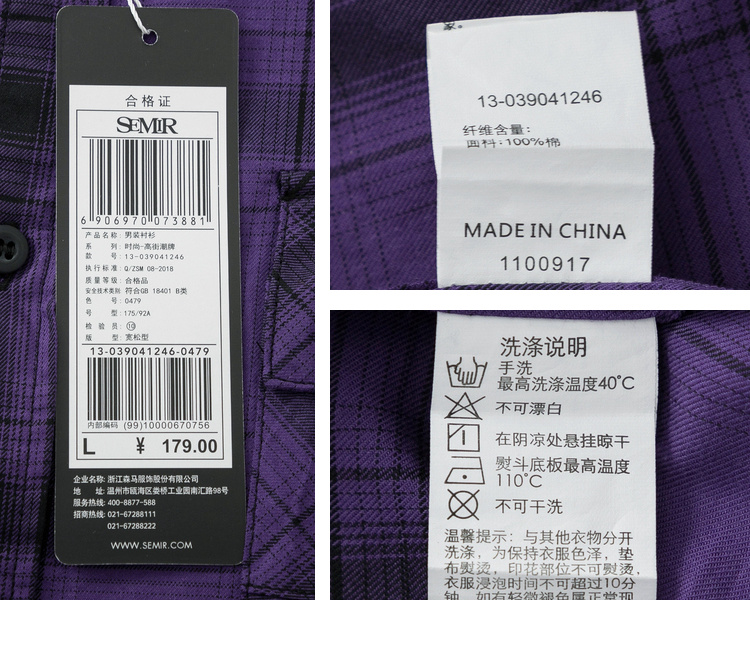 合格证
SEMIR
6 906970 073881
产品名称: 男装衬衫
系 列: 时尚-高街潮牌
款 号: 13-039041246
执行标准: Q/ZSM 08-2018
质量等级: 合格品
安全技术类别: 符合GB 18401 B类
色 号: 0479
号 型: 175/92A
检 验 员: ⑩
版 型: 宽松型
13-039041246-0479
内部编码 (99)10000670756
L ¥ 179.00
企业名称: 浙江森马服饰股份有限公司
地 址: 温州市瓯海区娄桥工业园南汇路98号
服务热线: 400-8877-588
招商热线: 021-67288111
021-67288222
WWW.SEMIR.COM
13-039041246
纤维含量:
面料:100%棉
MADE IN CHINA
1100917
洗涤说明
手洗
最高洗涤温度40°C
不可漂白
在阴凉处悬挂晾干
熨斗底板最高温度
110°C
不可干洗
温馨提示: 与其他衣物分开
洗涤, 为保持衣服色泽, 垫
布熨烫, 印花部位不可熨烫,
衣服浸泡时间不可超过10分
钟, 如有轻微褪色属正常现